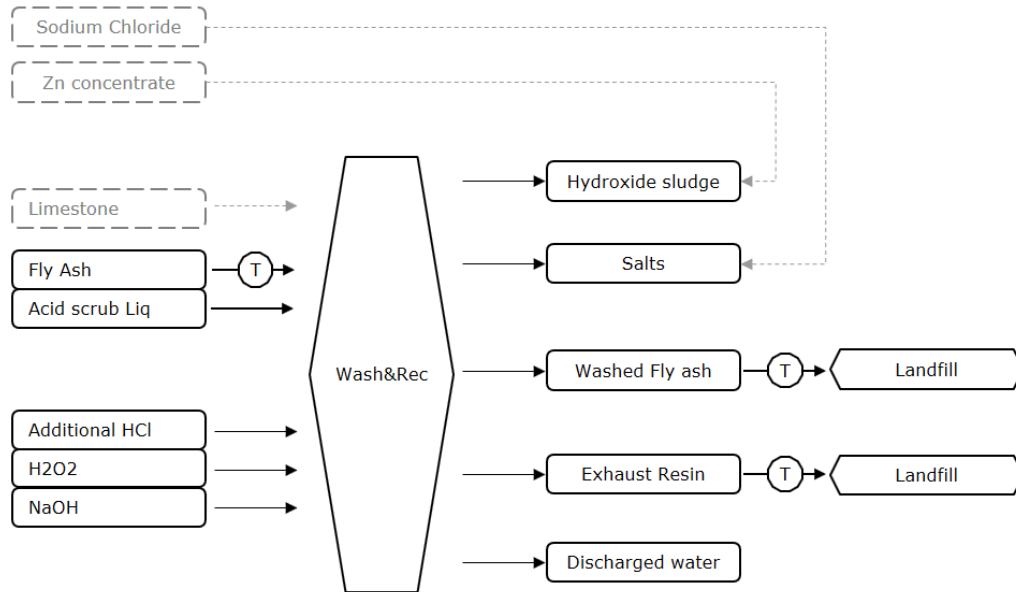 Sodium Chloride
Zn concentrate
Hydroxide sludge
Limestone
Fly Ash
T
Salts
Acid scrub Liq
Wash&Rec
Washed Fly ash
T
Landfill
Additional HCl
H2O2
Exhaust Resin
T
Landfill
NaOH
Discharged water